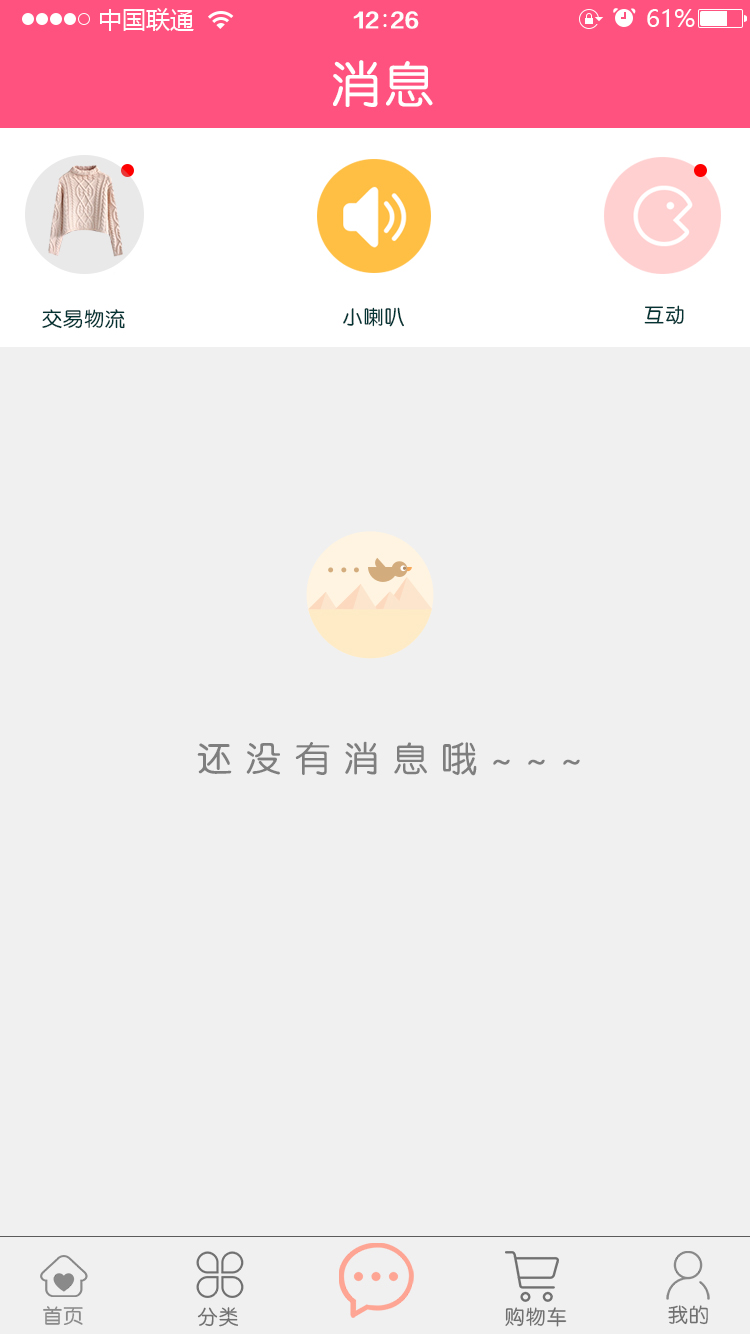 中国联通 12:26 61%
消息
交易物流 小喇叭 互动
还没有消息哦~~~
首页 分类 购物车 我的